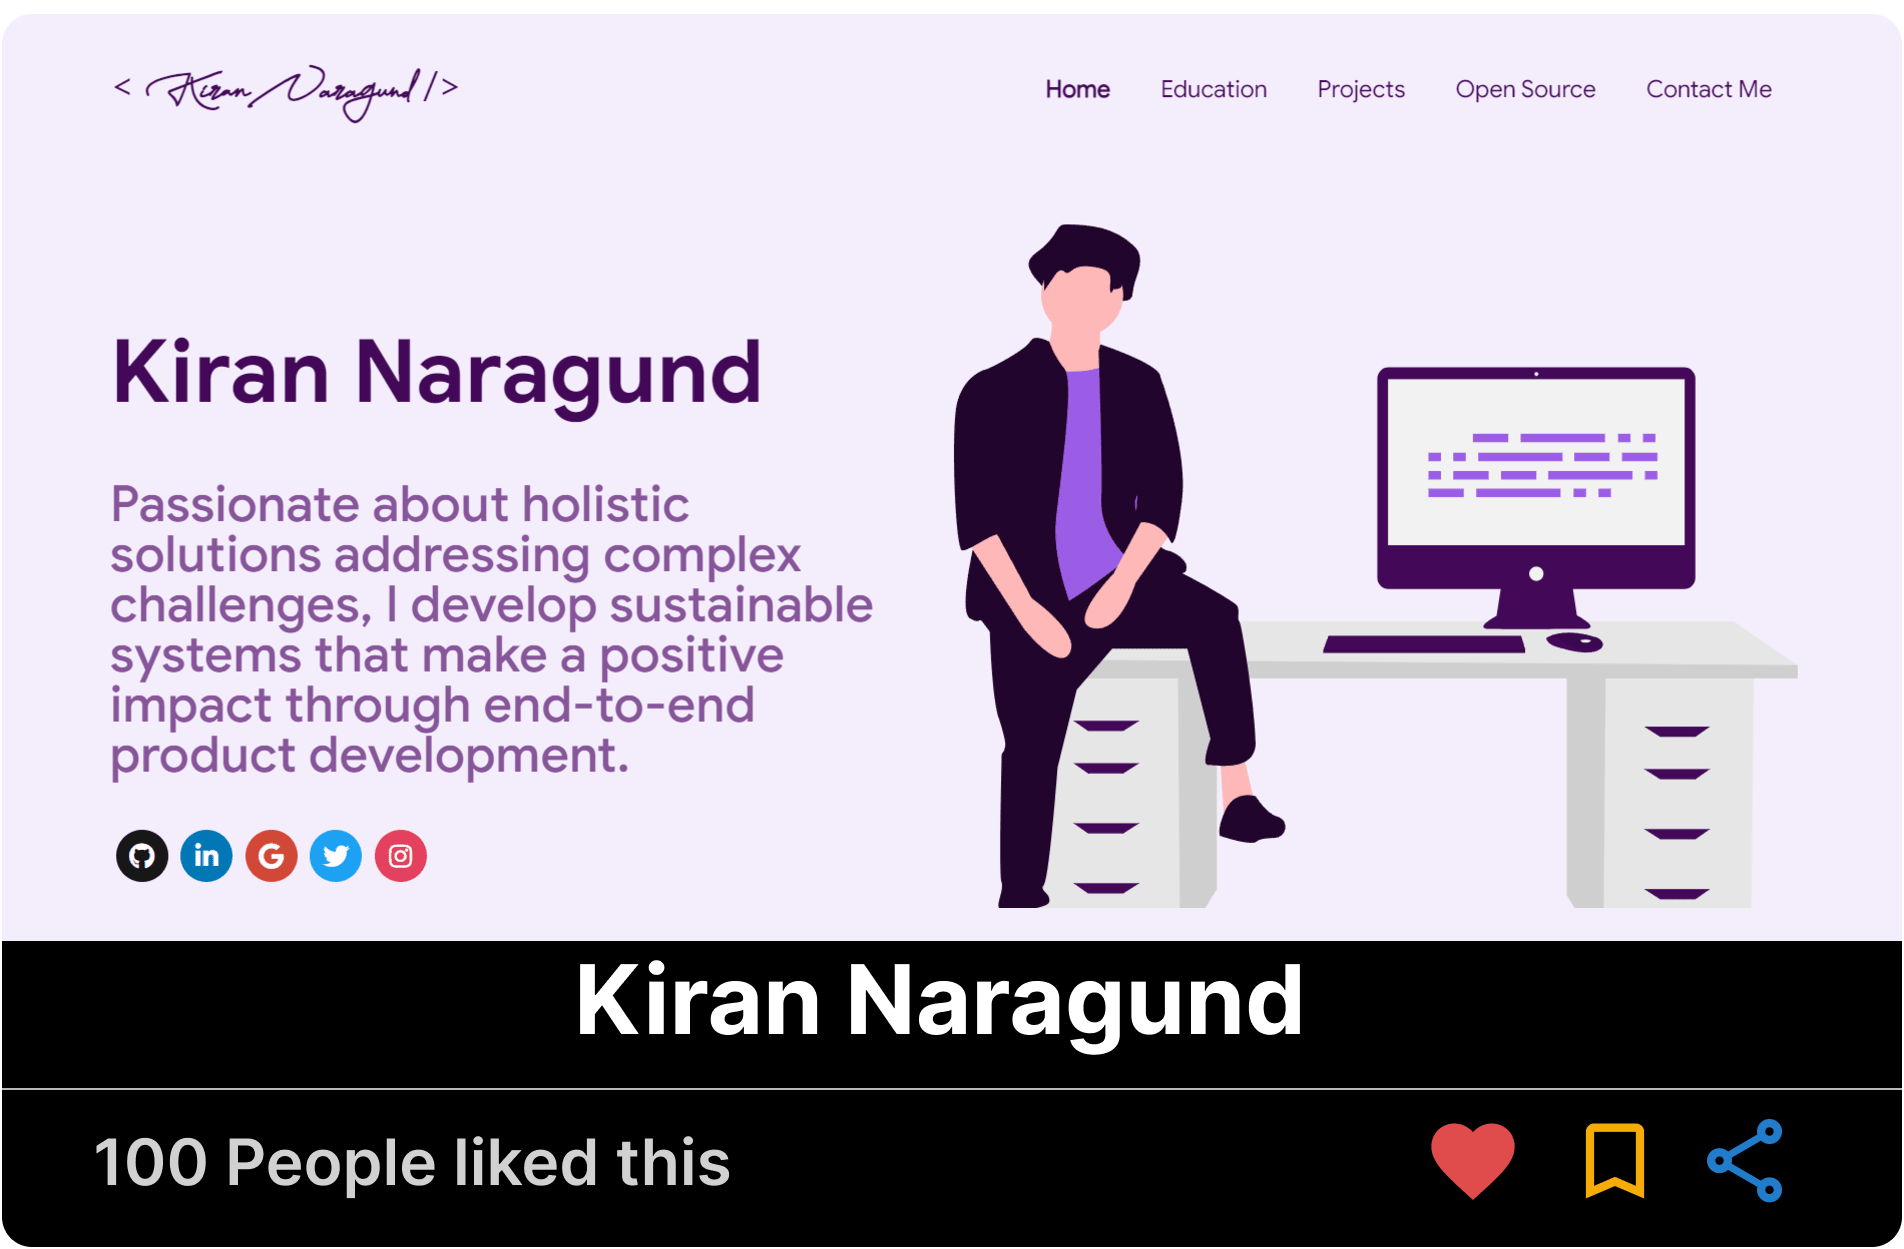 < Kiran Naragund />
Home Education Projects Open Source Contact Me
Kiran Naragund
Passionate about holistic
solutions addressing complex
challenges, I develop sustainable
systems that make a positive
impact through end-to-end
product development.
in G
Kiran Naragund
100 People liked this